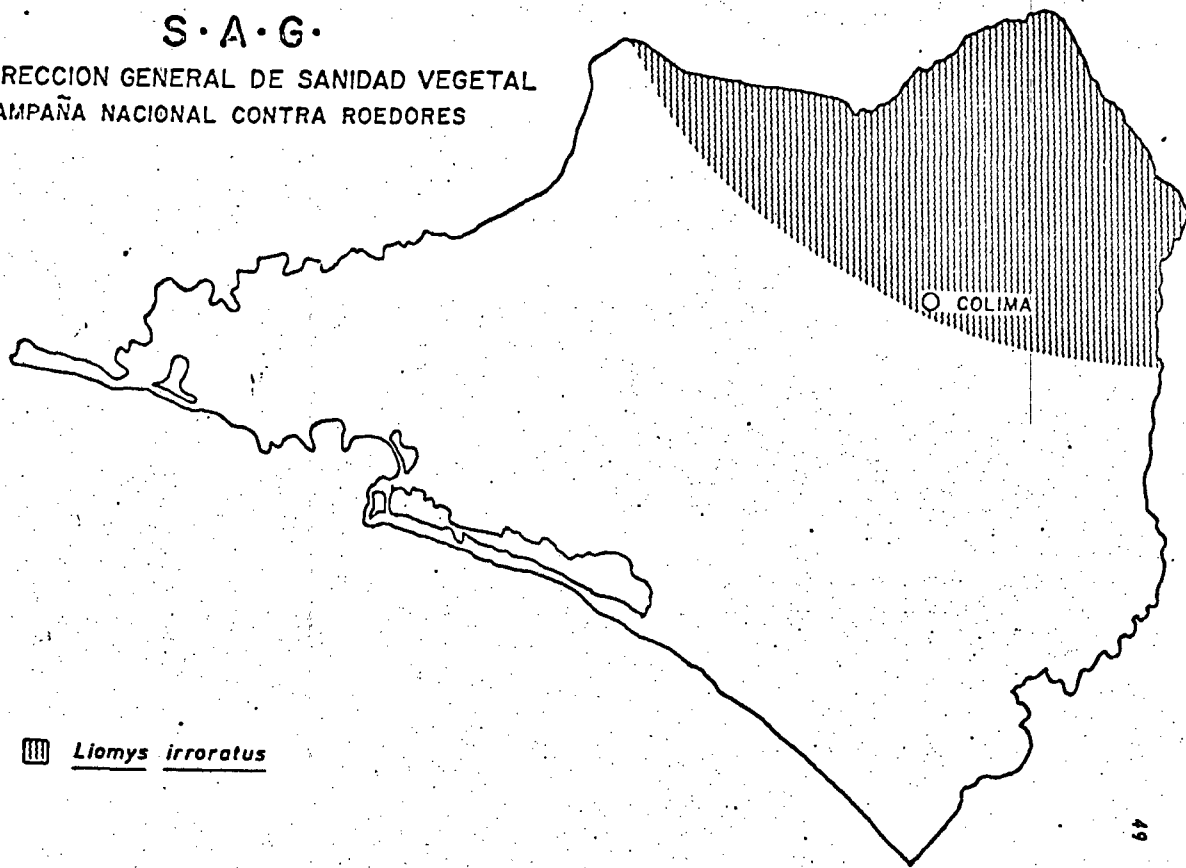 S·A·G·
RECCION GENERAL DE SANIDAD VEGETAL
AMPAÑA NACIONAL CONTRA ROEDORES
COLIMA
Liomys irroratus
49